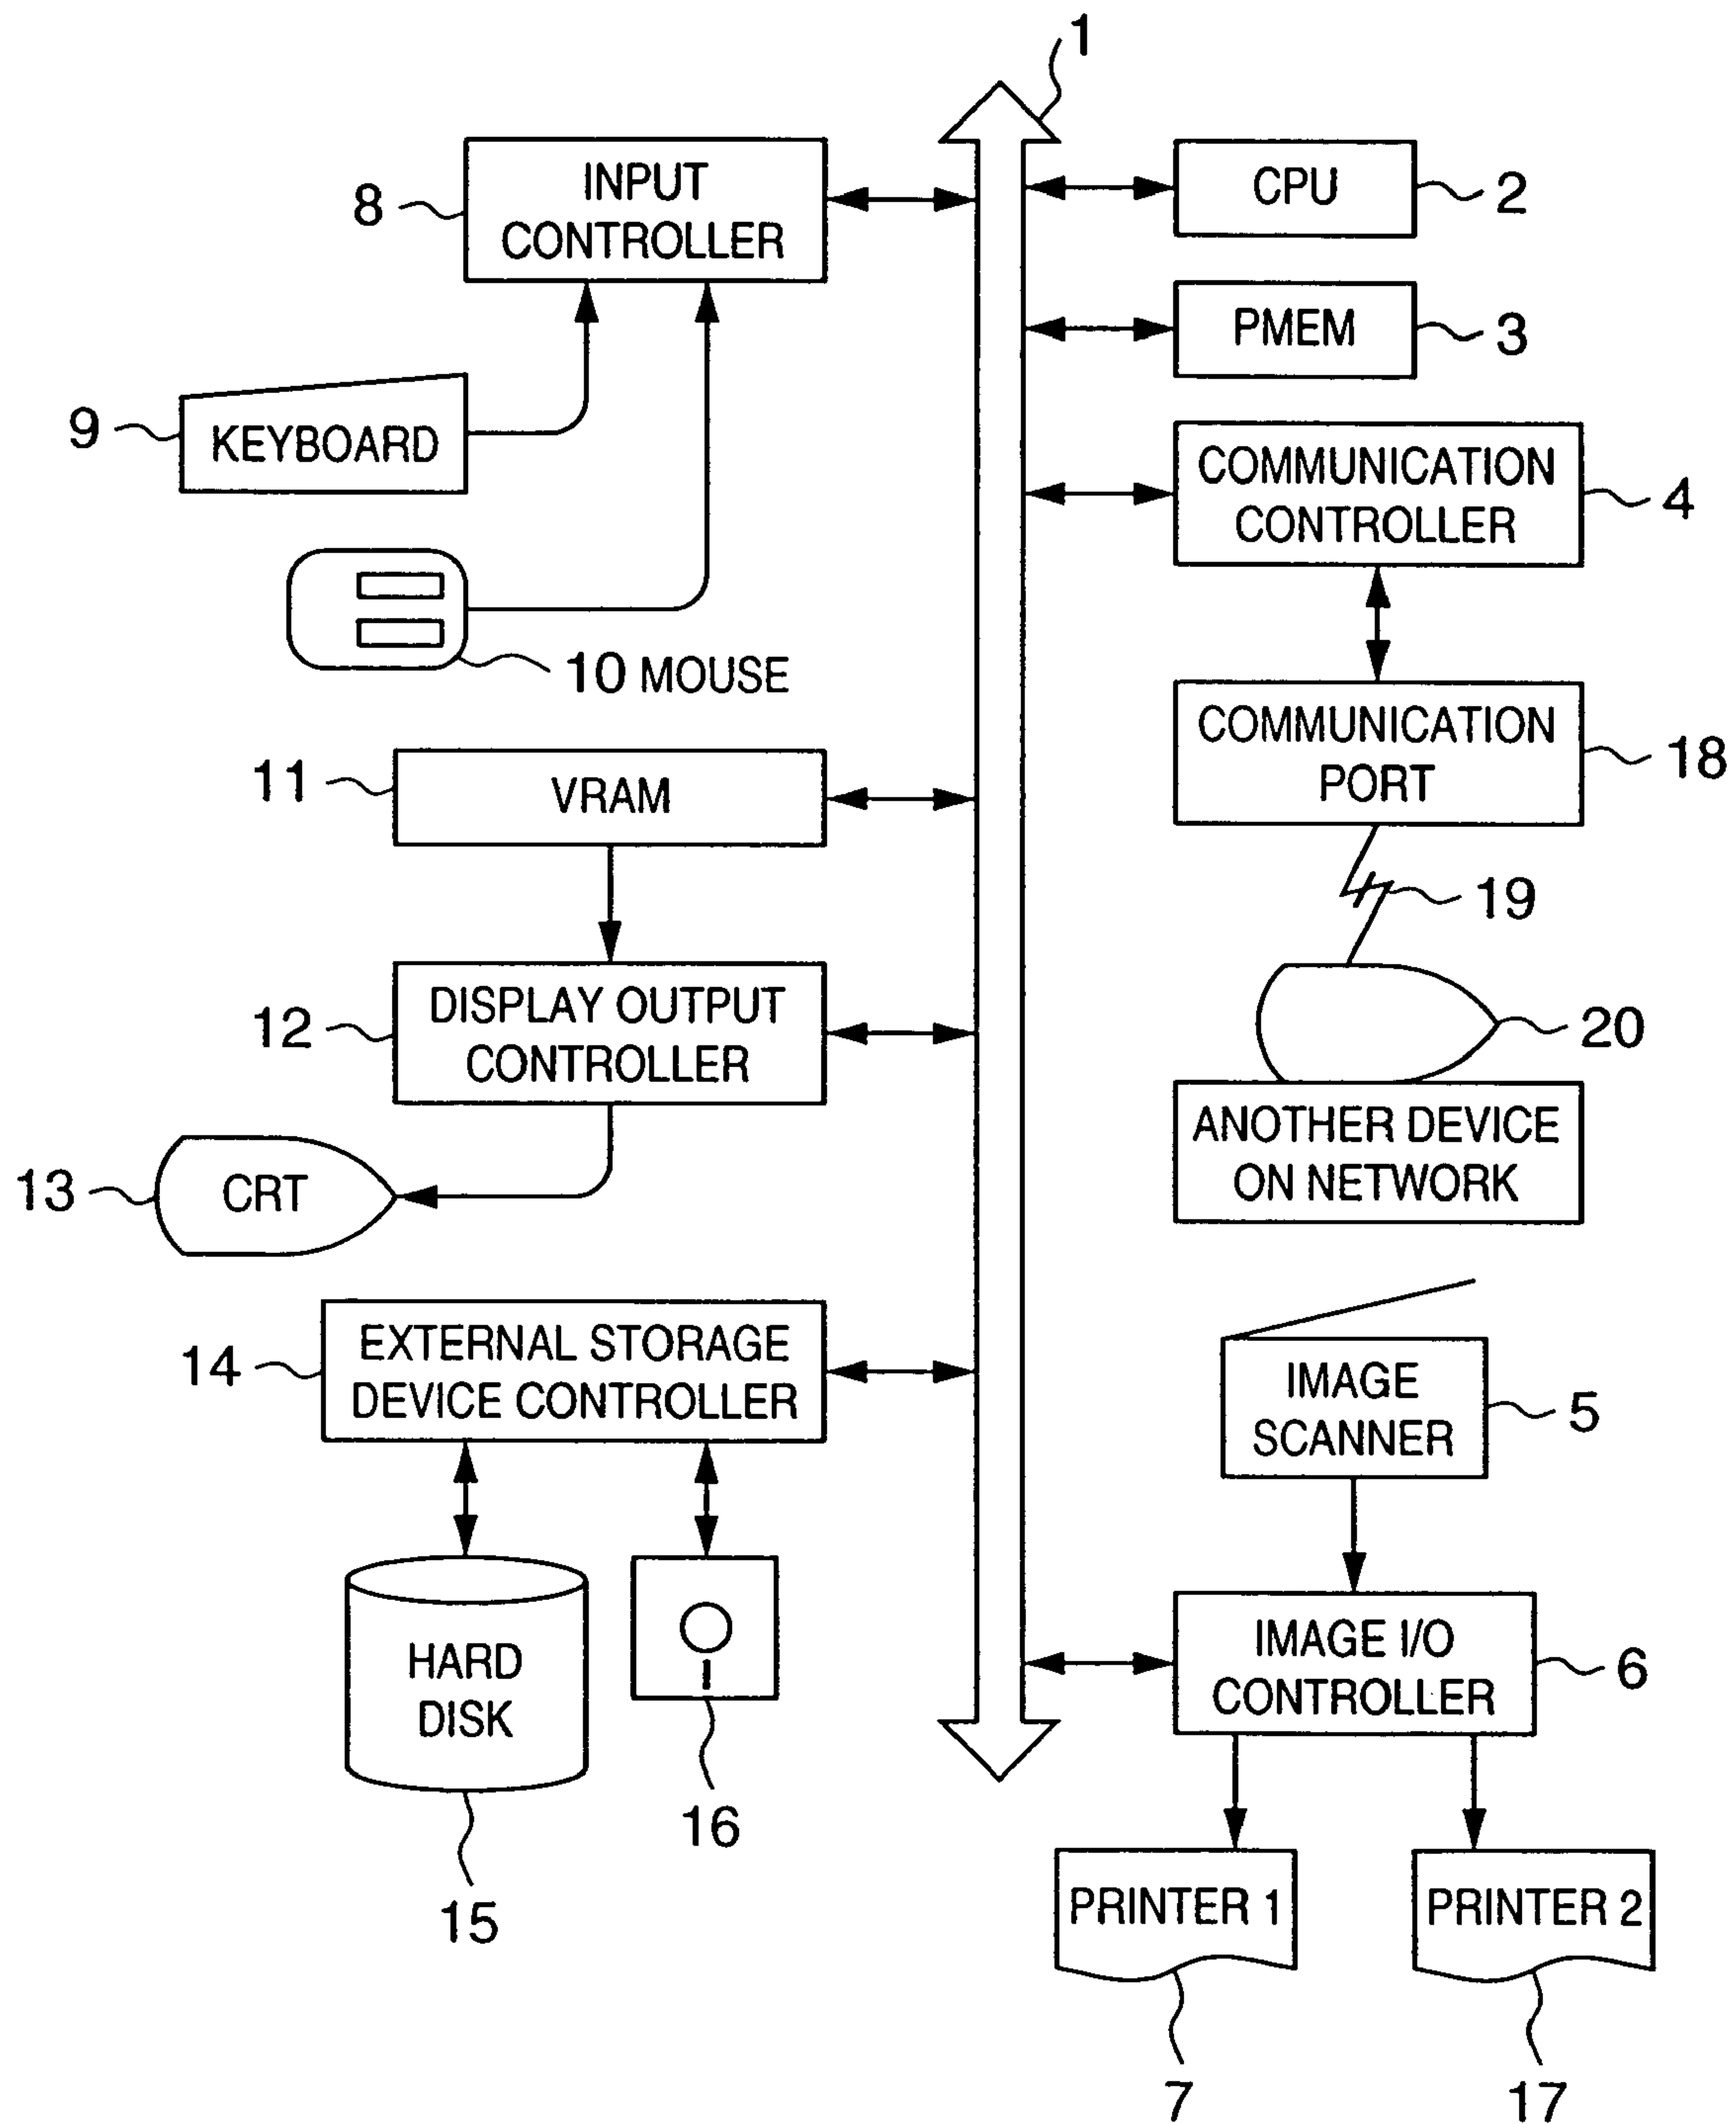 1
INPUT
CONTROLLER
8
CPU
2
PMEM
3
KEYBOARD
9
COMMUNICATION
CONTROLLER
4
10 MOUSE
COMMUNICATION
PORT
18
11
VRAM
19
DISPLAY OUTPUT
CONTROLLER
12
20
ANOTHER DEVICE
ON NETWORK
13
CRT
EXTERNAL STORAGE
DEVICE CONTROLLER
14
IMAGE
SCANNER
5
HARD
DISK
IMAGE I/O
CONTROLLER
6
16
15
PRINTER 1
PRINTER 2
7
17